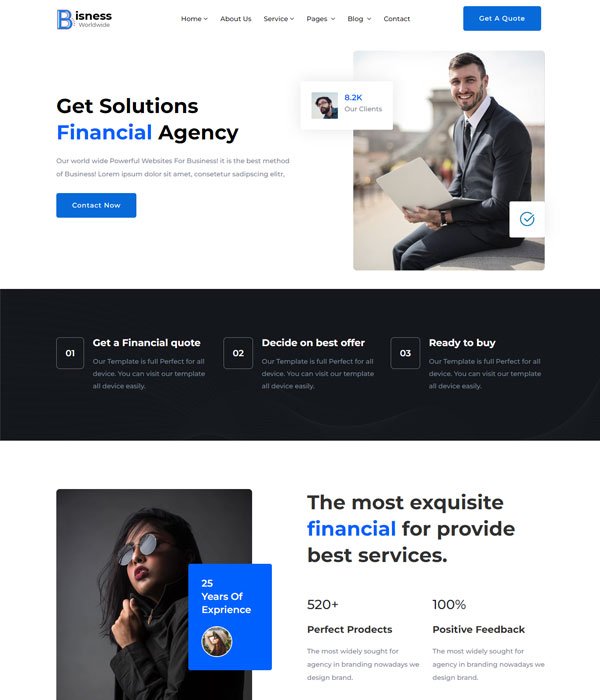 Bisness
Worldwide
Home
About Us
Service
Pages
Blog
Contact
Get A Quote
8.2K
Our Clients
Get Solutions
Financial Agency
Our world wide Powerful Websites For Business! it is the best method
of Business! Lorem ipsum dolor sit amet, consetetur sadipscing elitr,
Contact Now
01
Get a Financial quote
Our Template is full Perfect for all
device. You can visit our template
all device easily.
02
Decide on best offer
Our Template is full Perfect for all
device. You can visit our template
all device easily.
03
Ready to buy
Our Template is full Perfect for all
device. You can visit our template
all device easily.
25
Years Of
Exprience
The most exquisite
financial for provide
best services.
520+
Perfect Prodects
The most widely sought for
agency in branding nowadays we
design brand.
100%
Positive Feedback
The most widely sought for
agency in branding nowadays we
design brand.